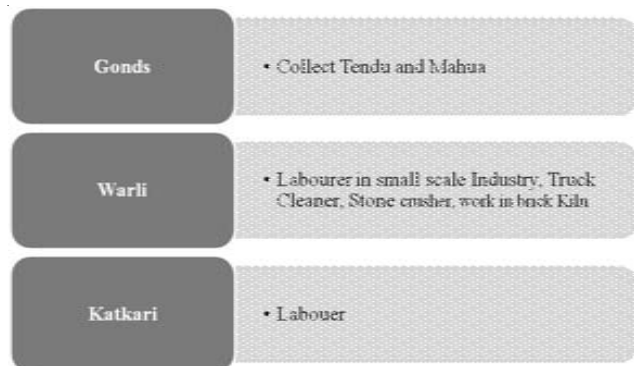 Gonds
• Collect Tendu and Mahua
Warli
• Labourer in small scale Industry, Truck
Cleaner, Stone crusher, work in brick Kiln
Katkari
• Labouer